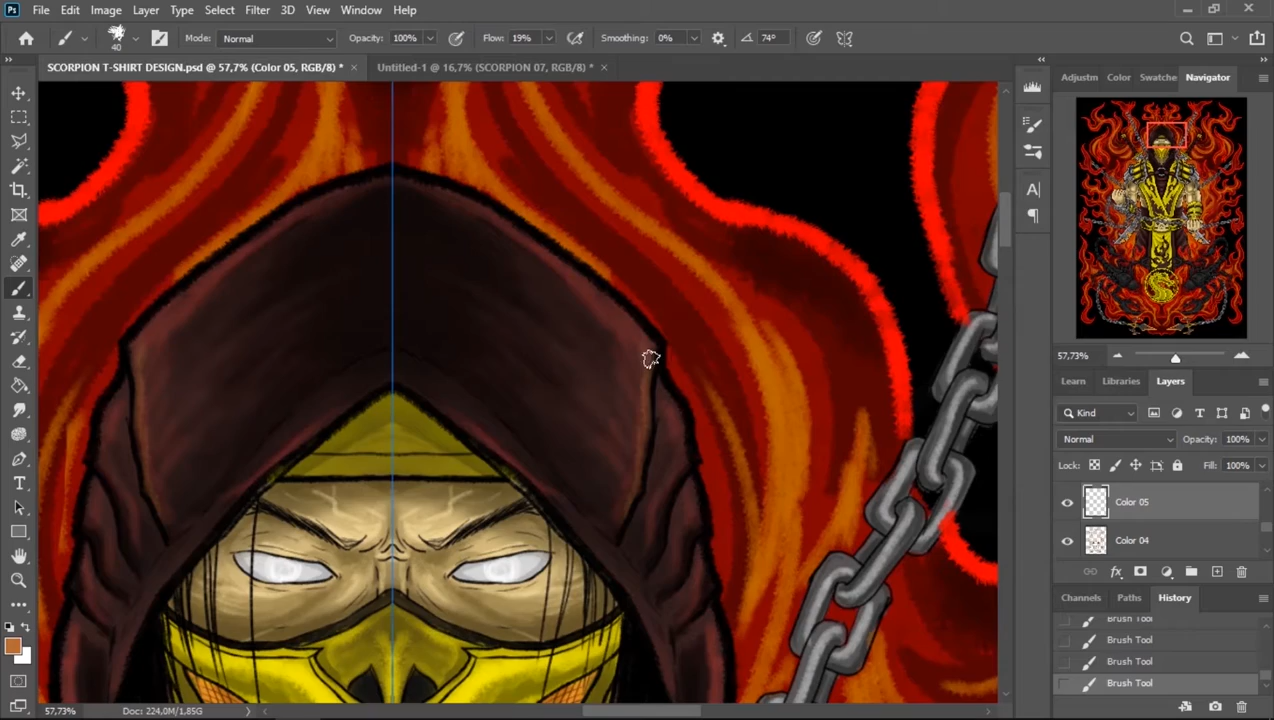 Ps File Edit Image Layer Type Select Filter 3D View Window Help
40 Mode: Normal Opacity: 100% Flow: 19% Smoothing: 0% 74°
SCORPION T-SHIRT DESIGN.psd @ 57,7% (Color 05, RGB/8) * × Untitled-1 @ 16,7% (SCORPION 07, RGB/8) * ×
Adjustm Color Swatche Navigator
57,73%
Learn Libraries Layers
Kind
Normal Opacity: 100%
Lock: Fill: 100%
Color 05
Color 04
fx
Channels Paths History
Brush Tool
Brush Tool
Brush Tool
Brush Tool
57,73% Doc: 224,0M/1,85G